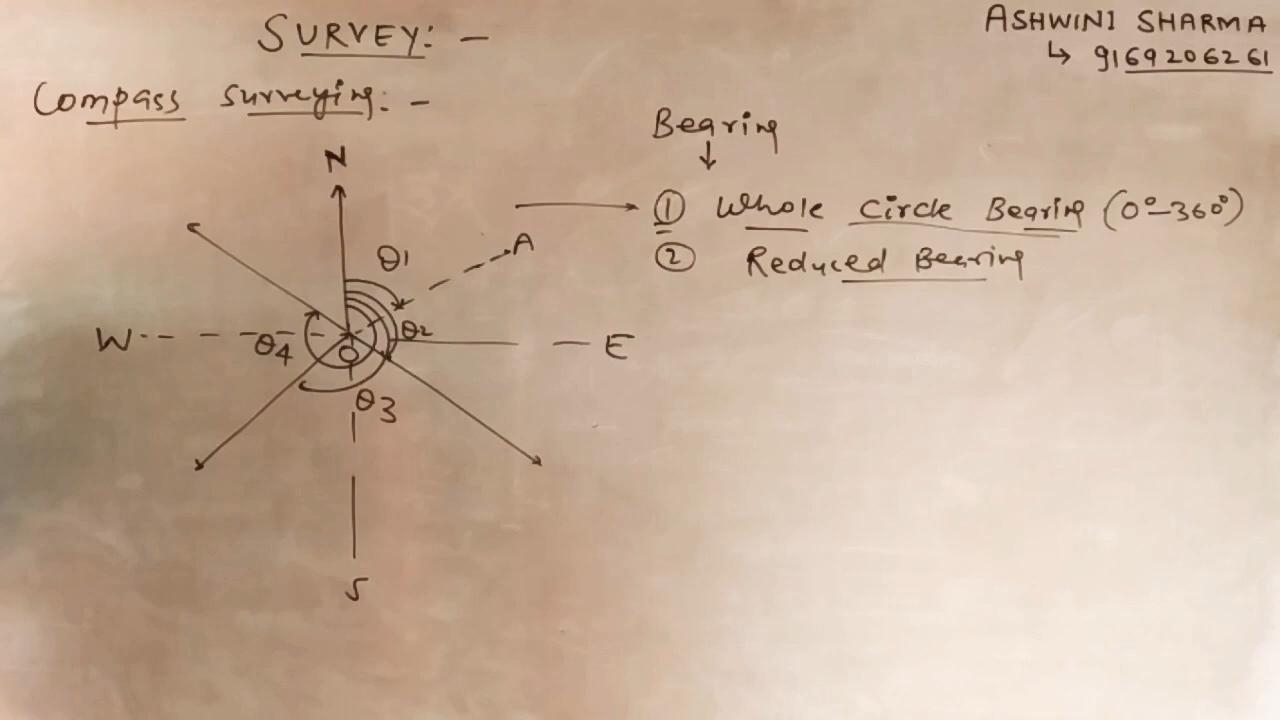 SURVEY: -
ASHWINI SHARMA
↳ 9169206261
Compass surveying: -
Bearing
↓
① Whole Circle Bearing (0°-360°)
② Reduced Bearing
N
A
θ1
θ2
W
E
θ4
O
θ3
S